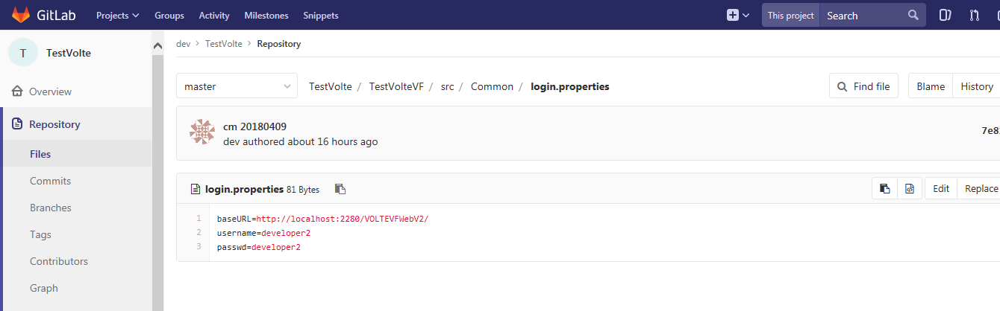 GitLab Projects Groups Activity Milestones Snippets This project Search
T TestVolte
dev > TestVolte > Repository
Overview
master TestVolte / TestVolteVF / src / Common / login.properties Find file Blame History
Repository
cm 20180409
dev authored about 16 hours ago
7e8
Files
Commits
login.properties 81 Bytes Edit Replace
Branches
1 baseURL=http://localhost:2280/VOLTEVFWebV2/
2 username=developer2
3 passwd=developer2
Tags
Contributors
Graph